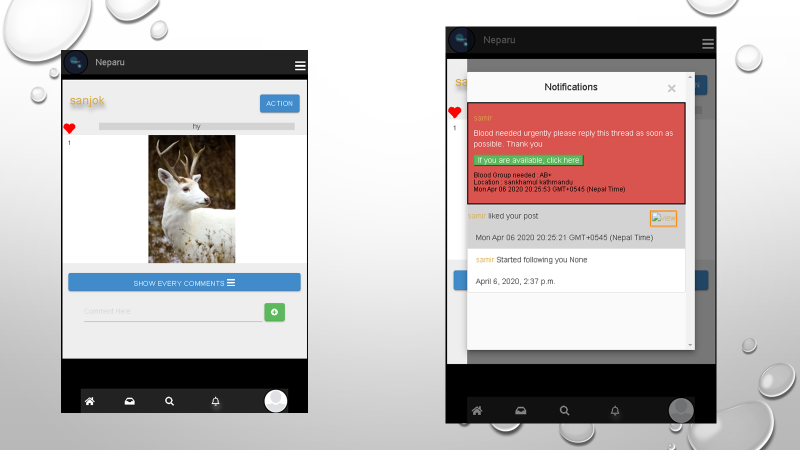 Neparu
sanjok
ACTION
hy
1
SHOW EVERY COMMENTS
Comment Here
Neparu
sa
N
1
Notifications
×
samir
Blood needed urgently please reply this thread as soon as
possible. Thank you
If you are available, click here
Blood Group needed : AB+
Location : sankhamul kathmandu
Mon Apr 06 2020 20:25:53 GMT+0545 (Nepal Time)
samir liked your post
view
Mon Apr 06 2020 20:25:21 GMT+0545 (Nepal Time)
samir Started following you None
April 6, 2020, 2:37 p.m.